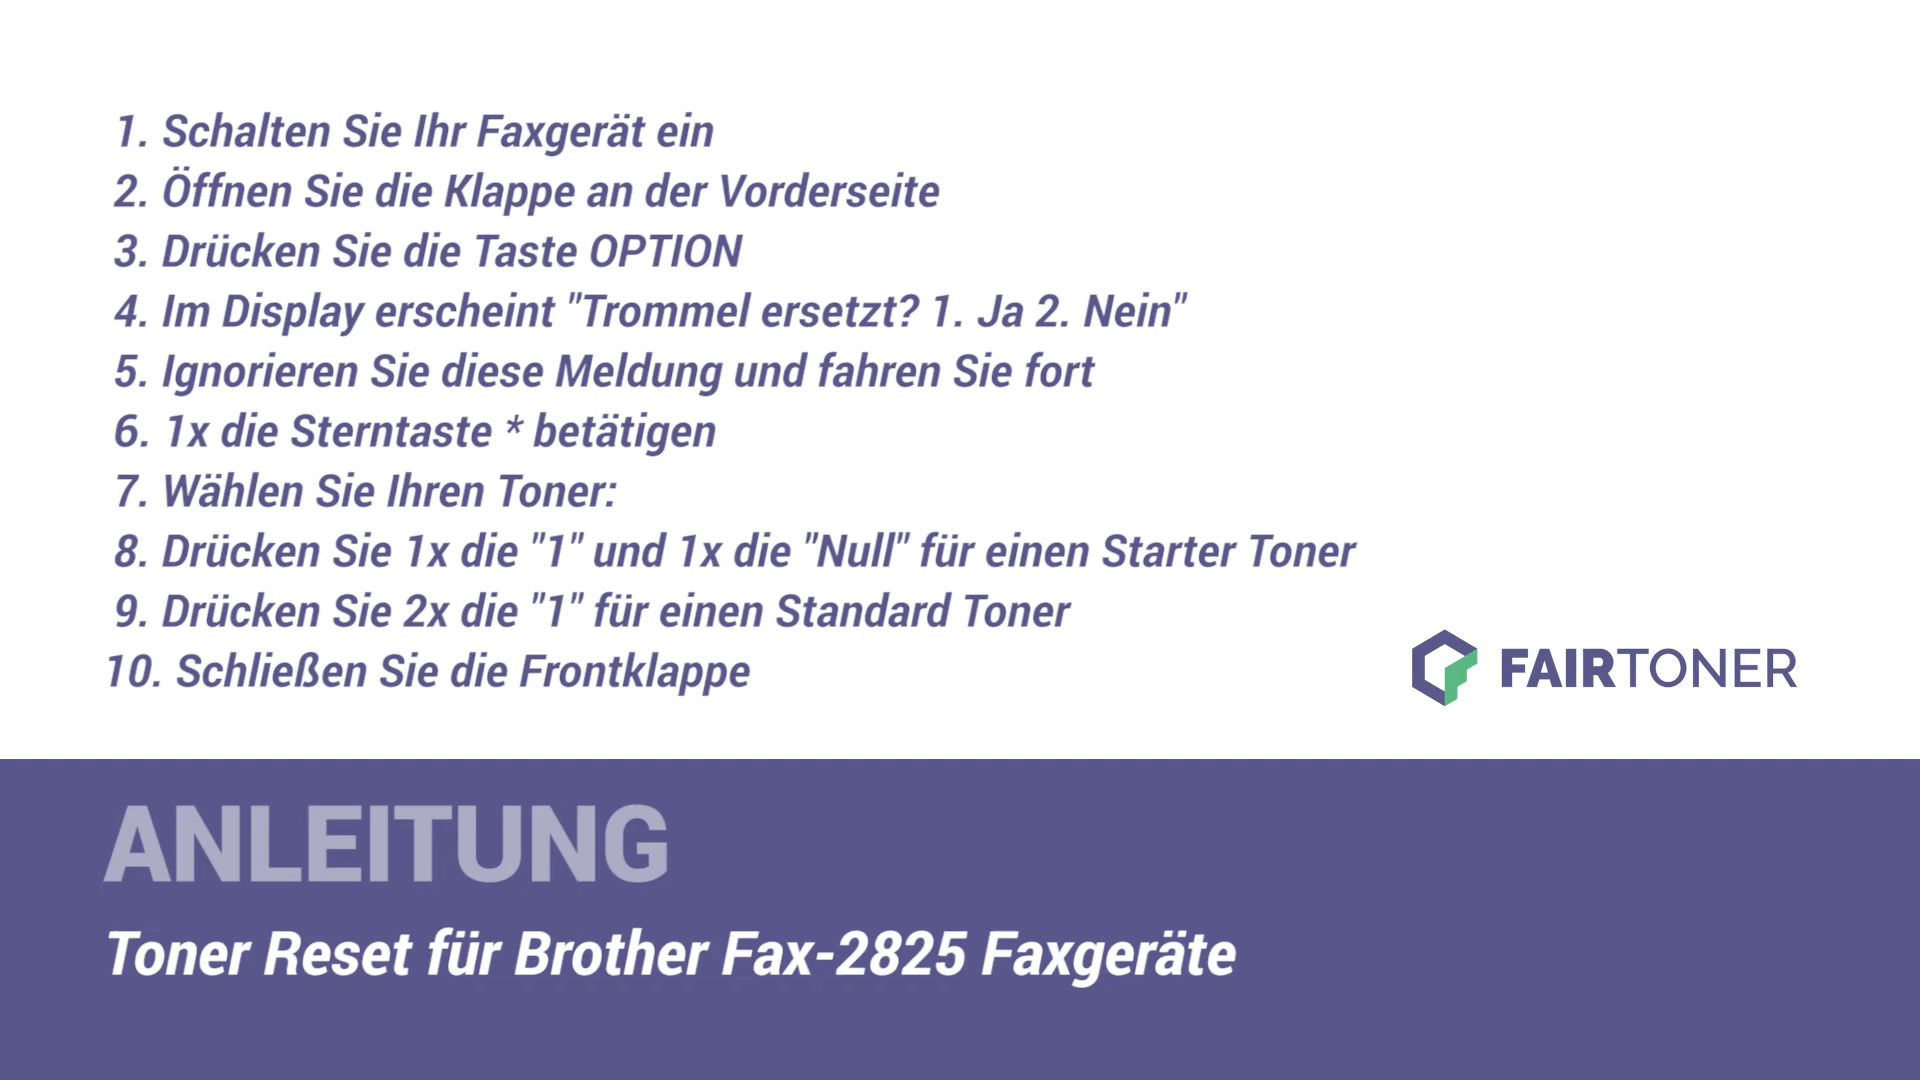 1. Schalten Sie Ihr Faxgerät ein
2. Öffnen Sie die Klappe an der Vorderseite
3. Drücken Sie die Taste OPTION
4. Im Display erscheint "Trommel ersetzt? 1. Ja 2. Nein"
5. Ignorieren Sie diese Meldung und fahren Sie fort
6. 1x die Sterntaste * betätigen
7. Wählen Sie Ihren Toner:
8. Drücken Sie 1x die "1" und 1x die "Null" für einen Starter Toner
9. Drücken Sie 2x die "1" für einen Standard Toner
10. Schließen Sie die Frontklappe
FAIRTONER
ANLEITUNG
Toner Reset für Brother Fax-2825 Faxgeräte